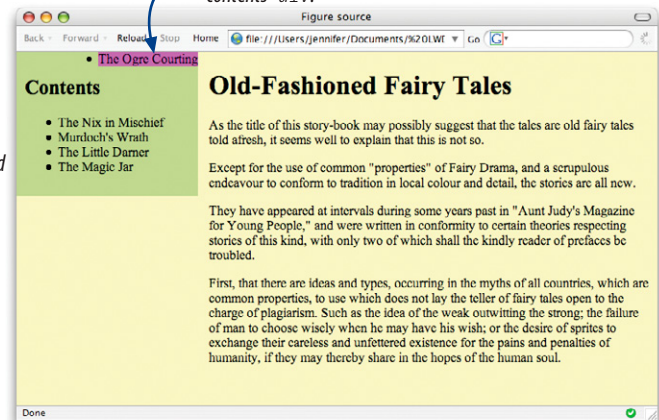 contents div.
Figure source
Back Forward Reload Stop Home file:///Users/jennifer/Documents/%20LWI Go G
The Ogre Courting
Contents
The Nix in Mischief
Murdoch's Wrath
The Little Darner
The Magic Jar
Old-Fashioned Fairy Tales
As the title of this story-book may possibly suggest that the tales are old fairy tales
told afresh, it seems well to explain that this is not so.
Except for the use of common "properties" of Fairy Drama, and a scrupulous
endeavour to conform to tradition in local colour and detail, the stories are all new.
They have appeared at intervals during some years past in "Aunt Judy's Magazine
for Young People," and were written in conformity to certain theories respecting
stories of this kind, with only two of which shall the kindly reader of prefaces be
troubled.
First, that there are ideas and types, occurring in the myths of all countries, which are
common properties, to use which does not lay the teller of fairy tales open to the
charge of plagiarism. Such as the idea of the weak outwitting the strong; the failure
of man to choose wisely when he may have his wish; or the desire of sprites to
exchange their careless and unfettered existence for the pains and penalties of
humanity, if they may thereby share in the hopes of the human soul.
Done